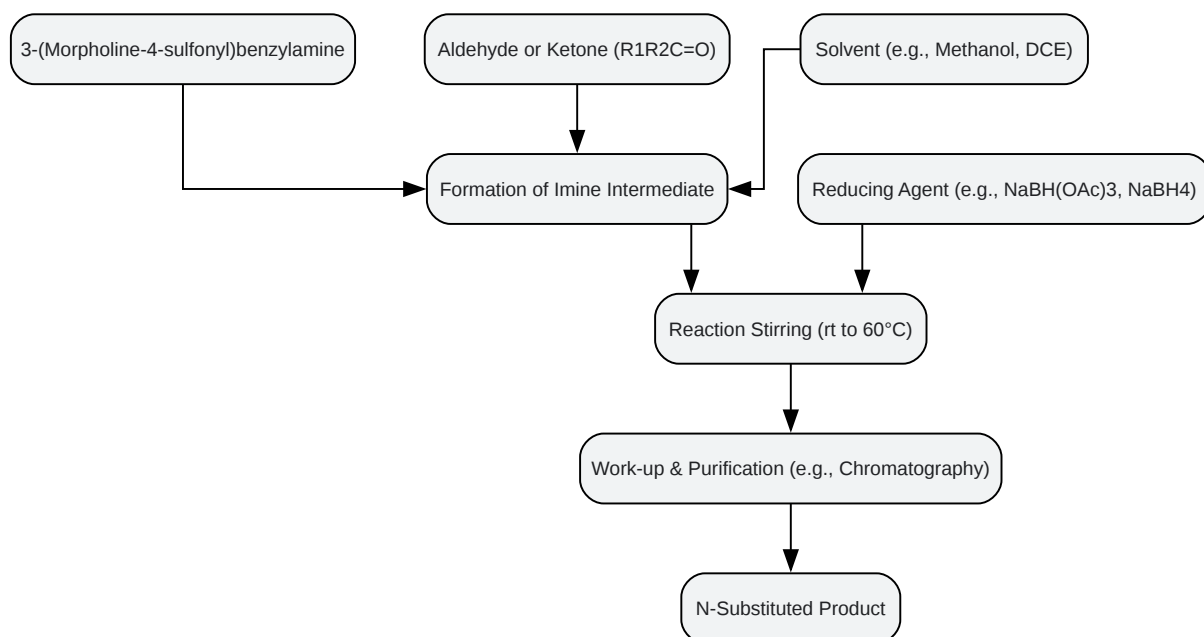 3-(Morpholine-4-sulfonyl)benzylamine
Aldehyde or Ketone (R1R2C=O)
Solvent (e.g., Methanol, DCE)
Formation of Imine Intermediate
Reducing Agent (e.g., NaBH(OAc)3, NaBH4)
Reaction Stirring (rt to 60°C)
Work-up & Purification (e.g., Chromatography)
N-Substituted Product